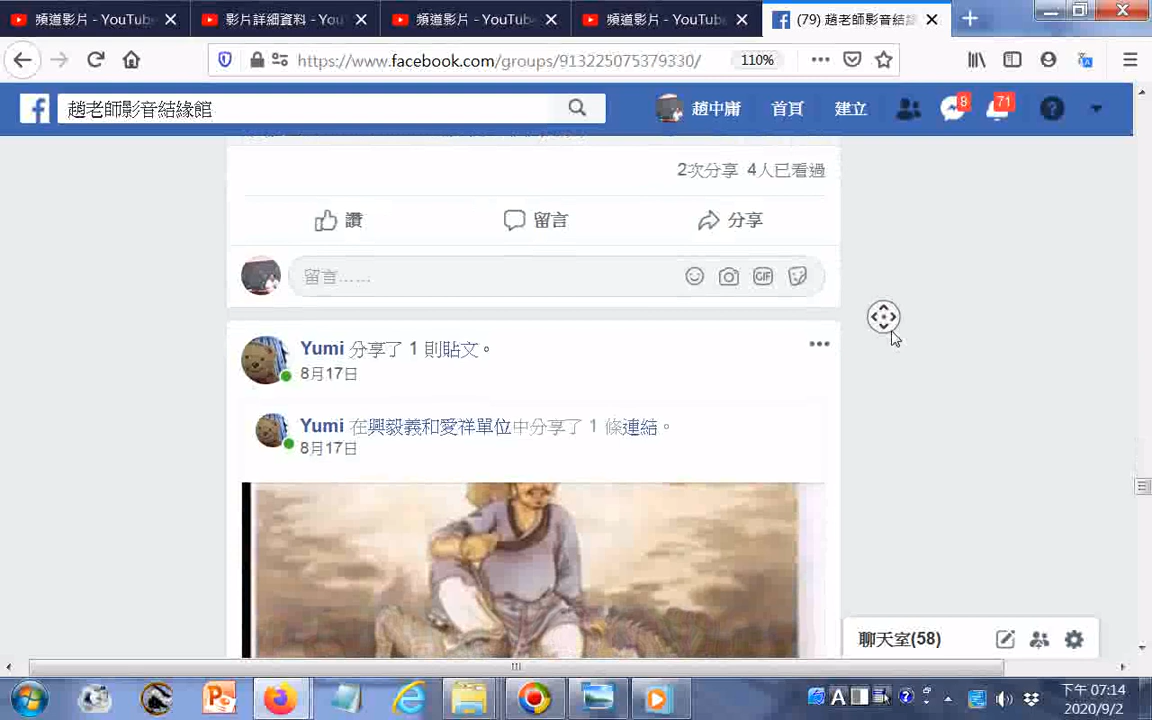 頻道影片 - YouTub
影片詳細資料 - You
頻道影片 - YouTub
頻道影片 - YouTub
(79) 趙老師影音結緣
https://www.facebook.com/groups/913225075379330/
110%
趙老師影音結緣館
趙中庸
首頁
建立
8
71
2次分享 4人已看過
讚
留言
分享
留言……
GIF
Yumi 分享了 1 則貼文。
8月17日
Yumi 在興毅義和愛祥單位中分享了 1 條連結。
8月17日
聊天室(58)
A
下午 07:14
2020/9/2